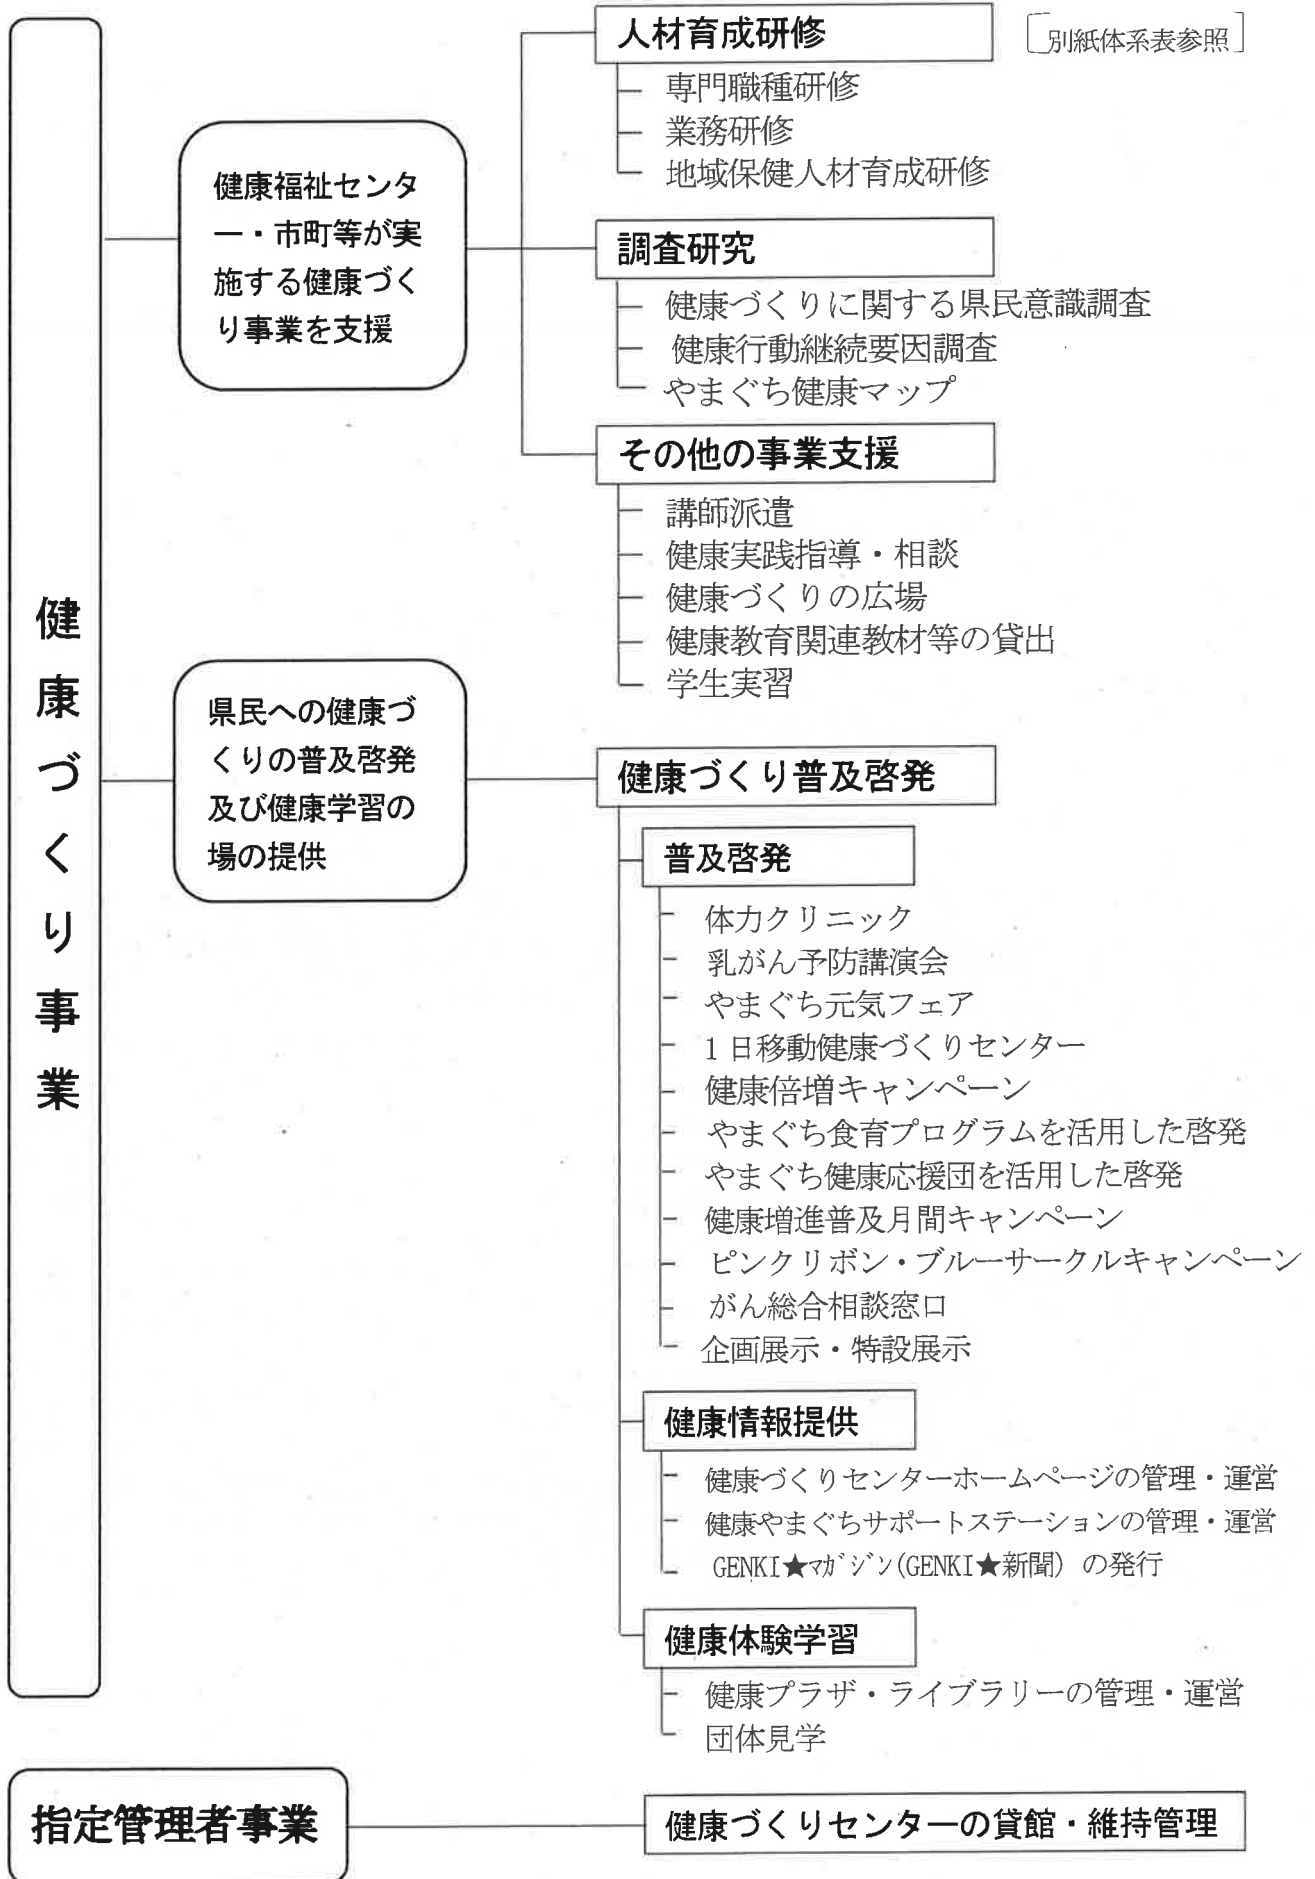 健康づくり事業
健康福祉センタ
ー・市町等が実
施する健康づく
り事業を支援
人材育成研修
［別紙体系表参照］
専門職種研修
業務研修
地域保健人材育成研修
調査研究
健康づくりに関する県民意識調査
健康行動継続要因調査
やまぐち健康マップ
その他の事業支援
講師派遣
健康実践指導・相談
健康づくりの広場
健康教育関連教材等の貸出
学生実習
県民への健康づ
くりの普及啓発
及び健康学習の
場の提供
健康づくり普及啓発
普及啓発
体力クリニック
乳がん予防講演会
やまぐち元気フェア
1日移動健康づくりセンター
健康倍増キャンペーン
やまぐち食育プログラムを活用した啓発
やまぐち健康応援団を活用した啓発
健康増進普及月間キャンペーン
ピンクリボン・ブルーサークルキャンペーン
がん総合相談窓口
企画展示・特設展示
健康情報提供
健康づくりセンターホームページの管理・運営
健康やまぐちサポートステーションの管理・運営
GENKI★ﾏｶﾞｼﾞﾝ(GENKI★新聞）の発行
健康体験学習
健康プラザ・ライブラリーの管理・運営
団体見学
指定管理者事業
健康づくりセンターの貸館・維持管理